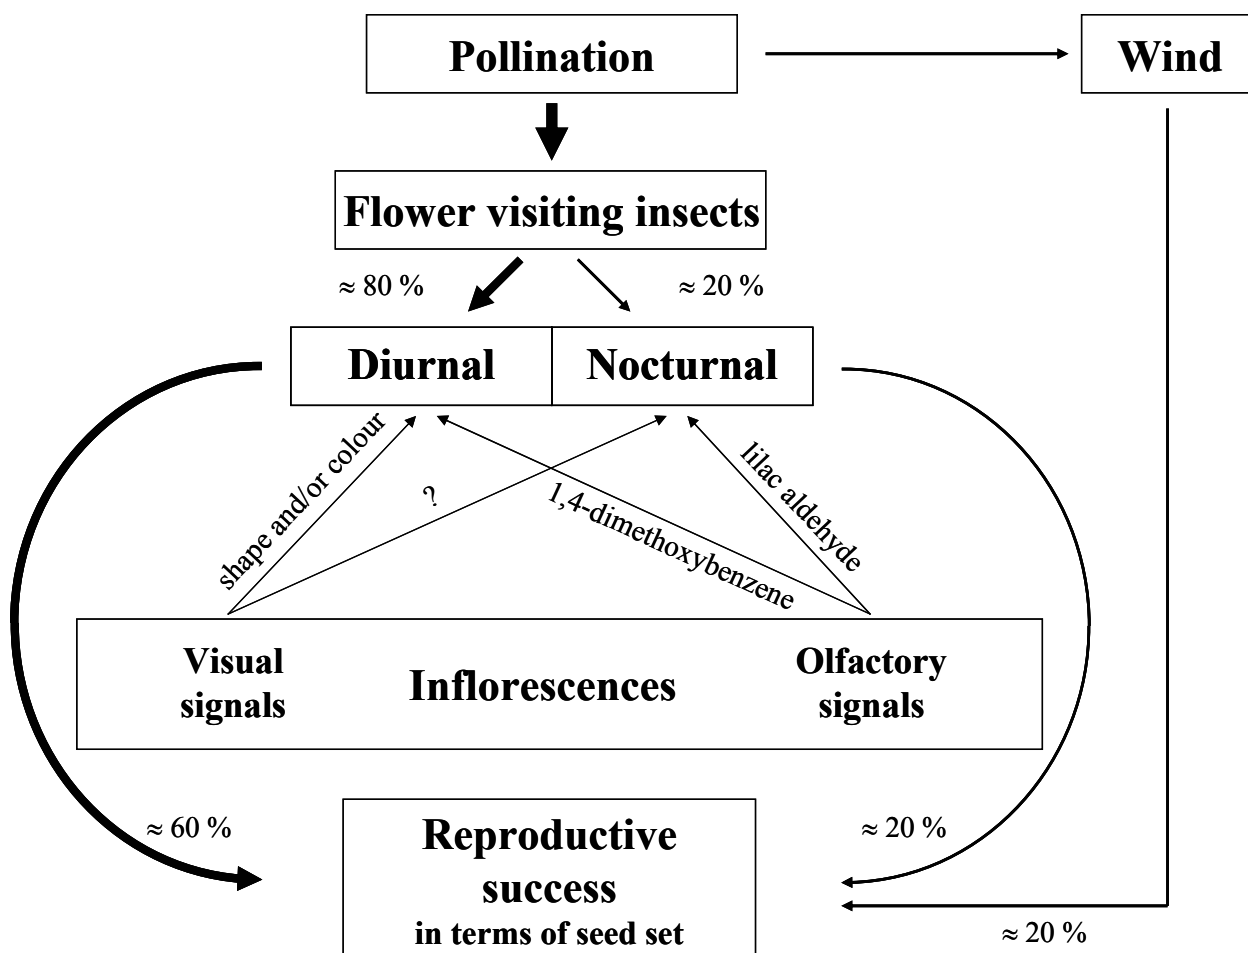 Pollination
Wind
Flower visiting insects
≈ 80 %
≈ 20 %
Diurnal
Nocturnal
shape and/or colour
?
1,4-dimethoxybenzene
lilac aldehyde
Visual
signals
Inflorescences
Olfactory
signals
≈ 60 %
Reproductive
success
in terms of seed set
≈ 20 %
≈ 20 %